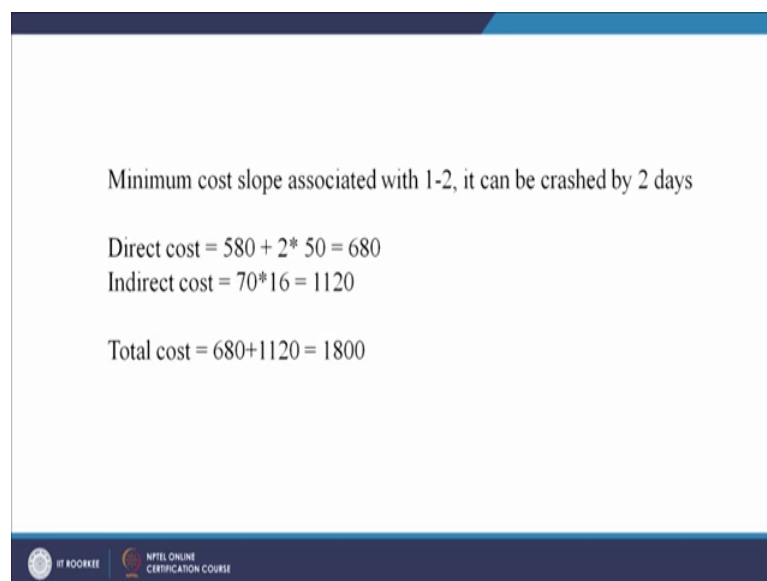 Minimum cost slope associated with 1-2, it can be crashed by 2 days
Direct cost = 580 + 2* 50 = 680
Indirect cost = 70*16 = 1120
Total cost = 680+1120 = 1800
IIT ROORKEE
NPTEL ONLINE
CERTIFICATION COURSE